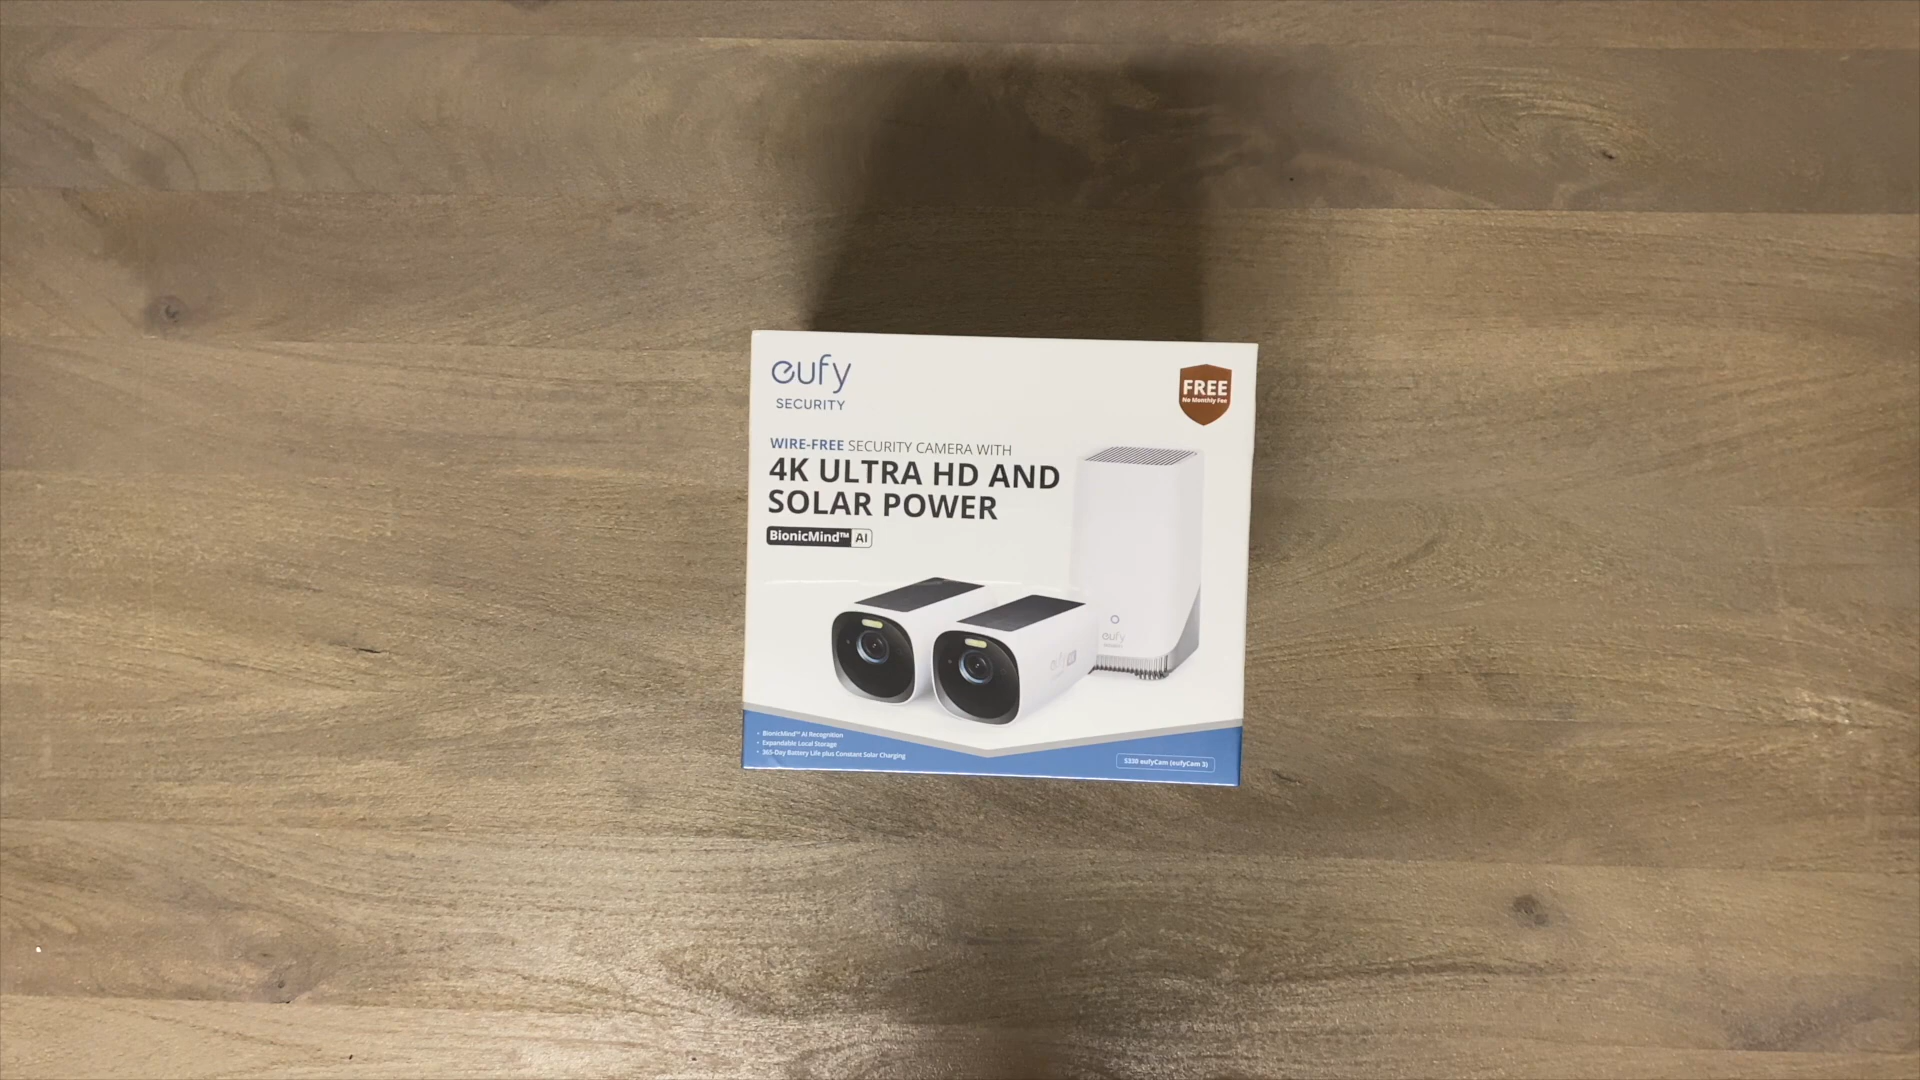 eufy
SECURITY
FREE
No Monthly Fee
WIRE-FREE SECURITY CAMERA WITH
4K ULTRA HD AND
SOLAR POWER
BionicMind™ AI
eufy
eufy 4K
• BionicMind™ AI Recognition
• Expandable Local Storage
• 365-Day Battery Life plus Constant Solar Charging
S330 eufyCam (eufyCam 3)